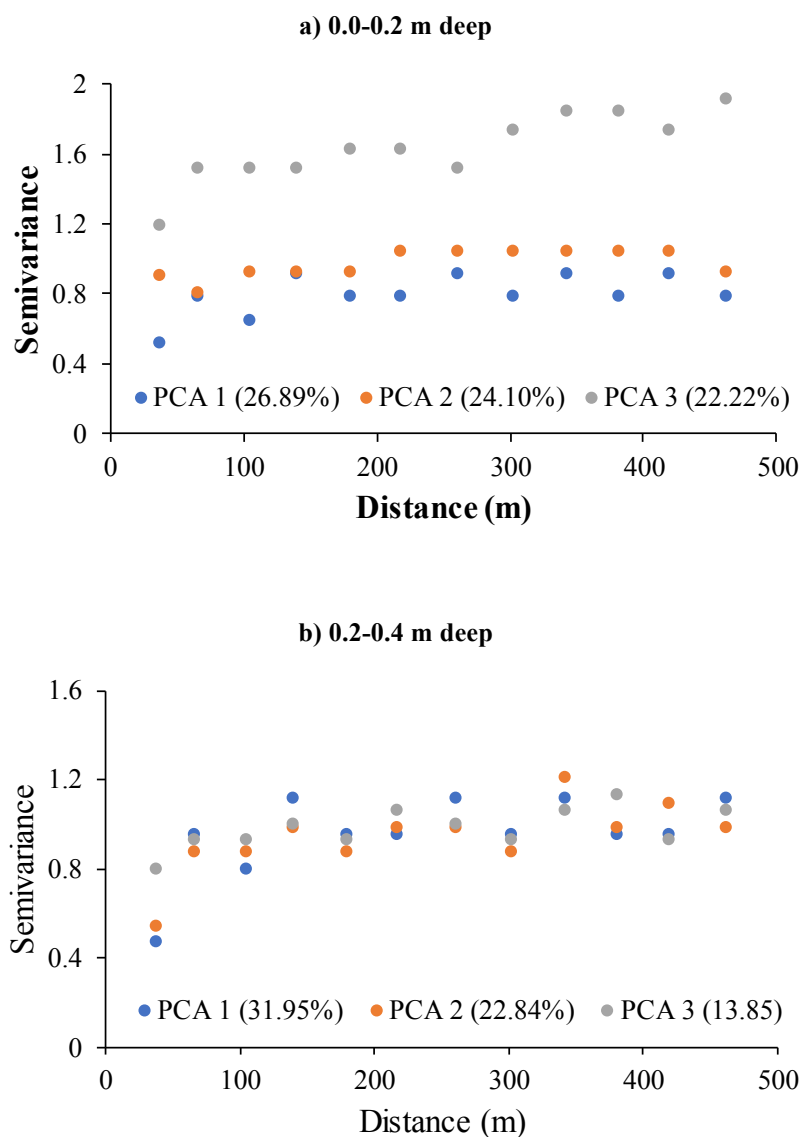 a) 0.0-0.2 m deep
2
1.6
1.2
0.8
0.4
0
Semivariance
PCA 1 (26.89%) PCA 2 (24.10%) PCA 3 (22.22%)
0 100 200 300 400 500
Distance (m)
b) 0.2-0.4 m deep
1.6
1.2
0.8
0.4
0
Semivariance
PCA 1 (31.95%) PCA 2 (22.84%) PCA 3 (13.85)
0 100 200 300 400 500
Distance (m)